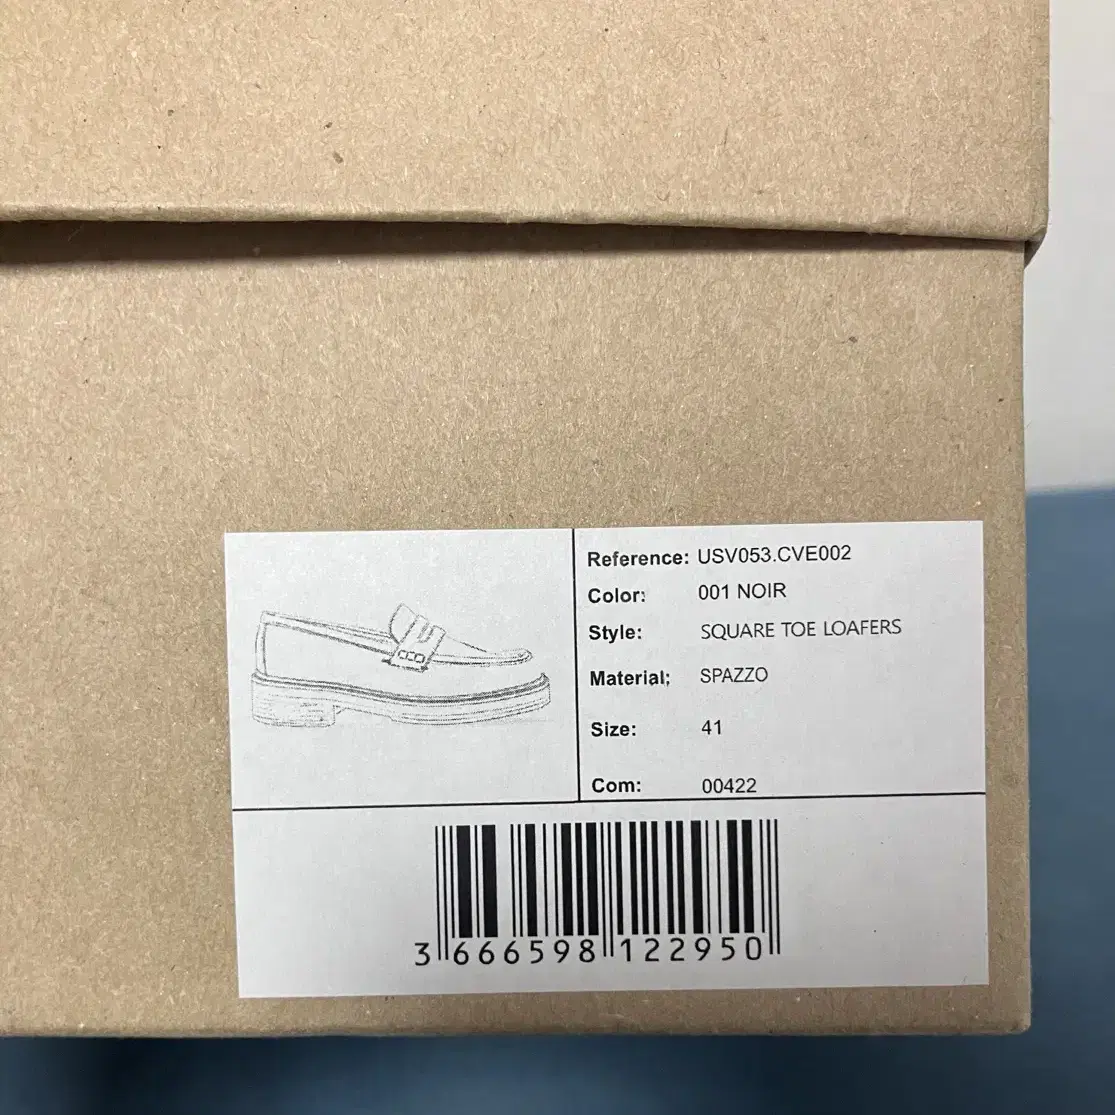 Reference: USV053.CVE002
Color: 001 NOIR
Style: SQUARE TOE LOAFERS
Material: SPAZZO
Size: 41
Com: 00422
3 666598 122950